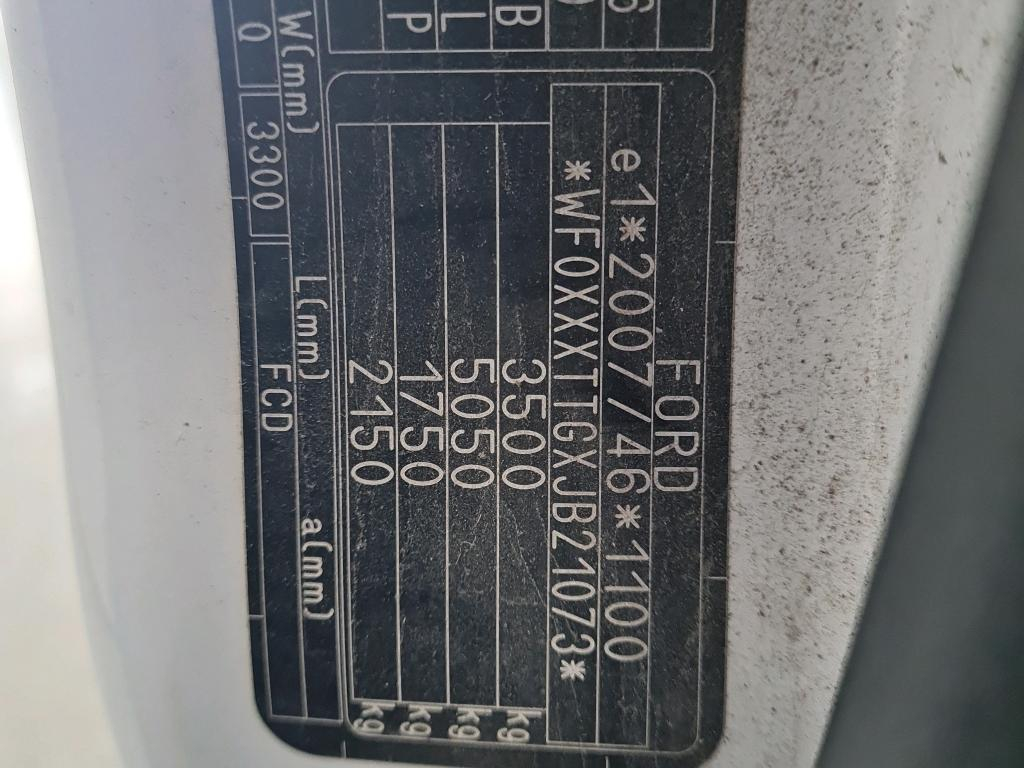 FORD
6 e1*2007/46*1100
*WF0XXXTTGXJB21073*
B 3500 kg
L 5050 kg
P 1750 kg
2150 kg
W(mm) L(mm) a(mm)
Q 3300 FCD